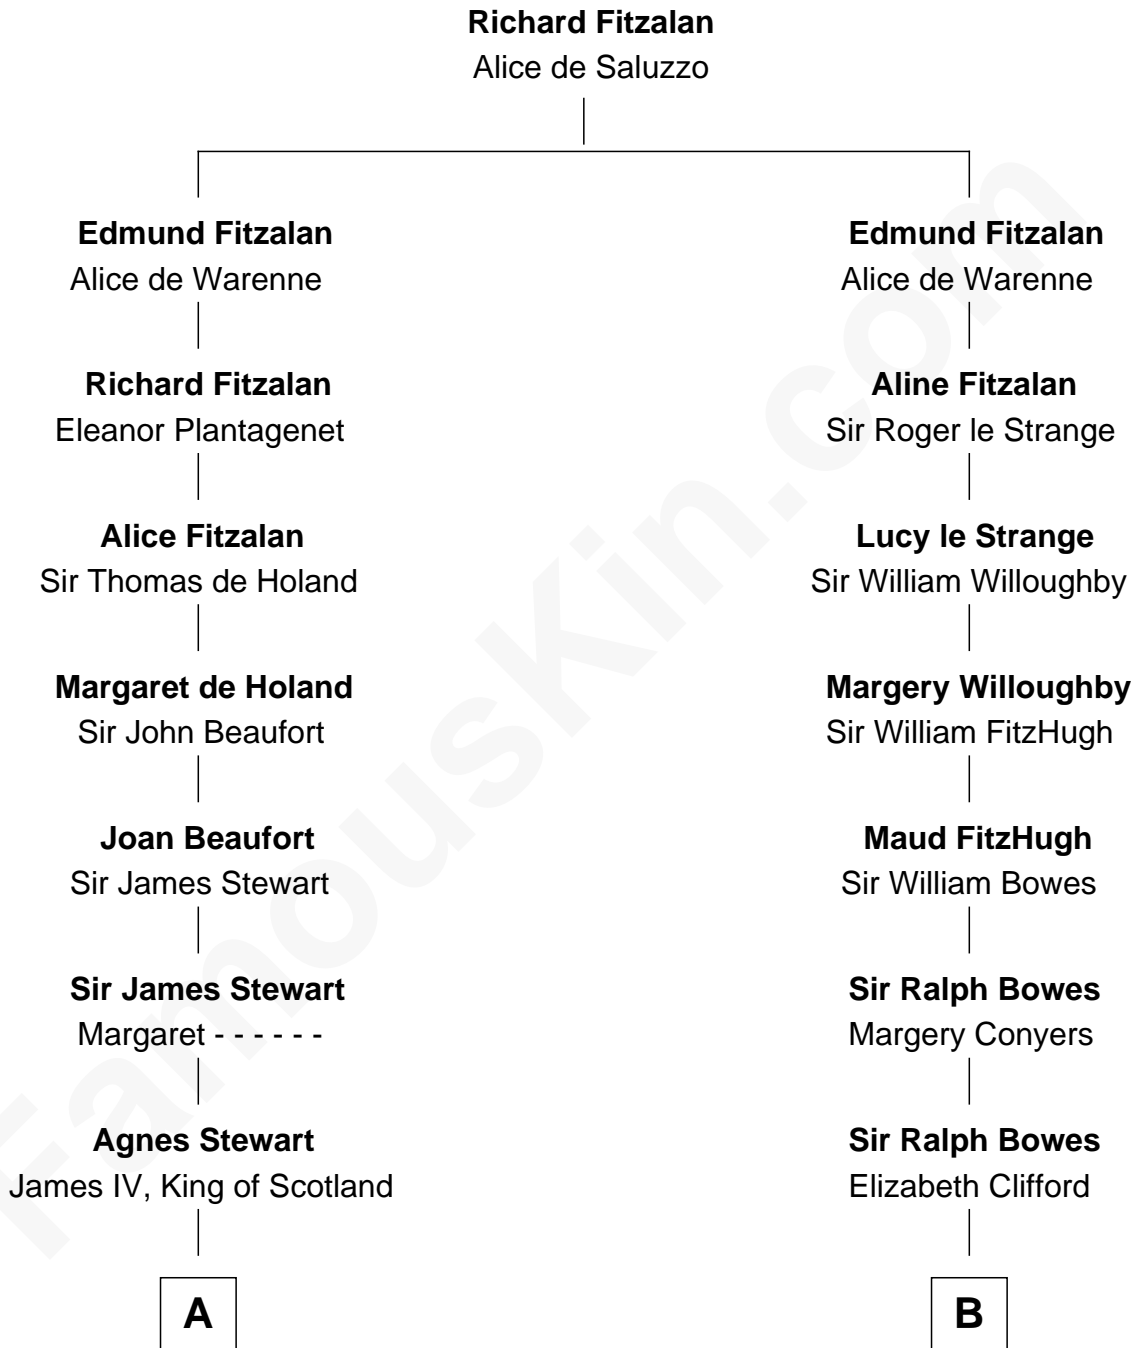 Richard Fitzalan
Alice de Saluzzo
Edmund Fitzalan
Alice de Warenne
Edmund Fitzalan
Alice de Warenne
Richard Fitzalan
Eleanor Plantagenet
Aline Fitzalan
Sir Roger le Strange
Alice Fitzalan
Sir Thomas de Holand
Lucy le Strange
Sir William Willoughby
Margaret de Holand
Sir John Beaufort
Margery Willoughby
Sir William FitzHugh
Joan Beaufort
Sir James Stewart
Maud FitzHugh
Sir William Bowes
Sir James Stewart
Margaret - - - - - -
Sir Ralph Bowes
Margery Conyers
Agnes Stewart
James IV, King of Scotland
Sir Ralph Bowes
Elizabeth Clifford
A
B
FamousKin.com